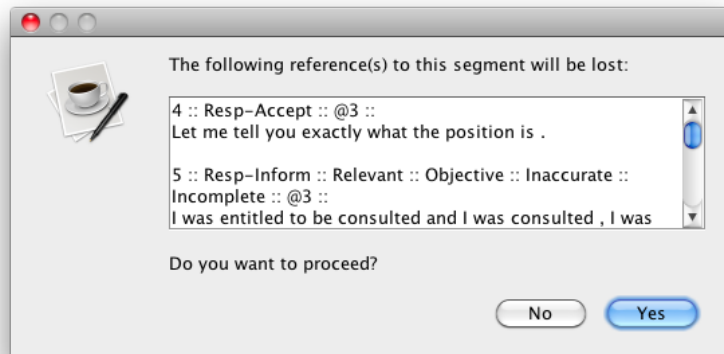 The following reference(s) to this segment will be lost:
4 :: Resp-Accept :: @3 ::
Let me tell you exactly what the position is .
5 :: Resp-Inform :: Relevant :: Objective :: Inaccurate ::
Incomplete :: @3 ::
I was entitled to be consulted and I was consulted , I was
Do you want to proceed?
No Yes